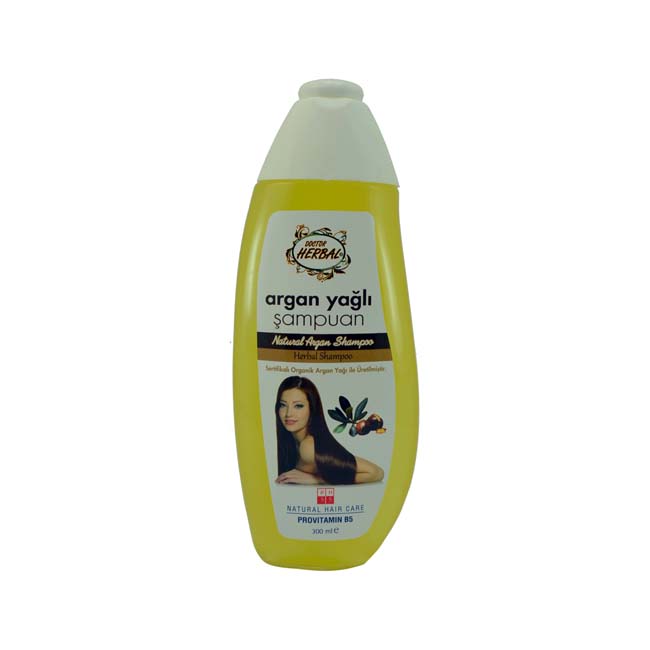 DOCTOR
HERBAL®
argan yağlı
şampuan
Natural Argan Shampoo
Herbal Shampoo
Sertifikalı Organik Argan Yağı ile Üretilmiştir.
NATURAL HAIR CARE
PROVITAMIN B5
300 ml ℮